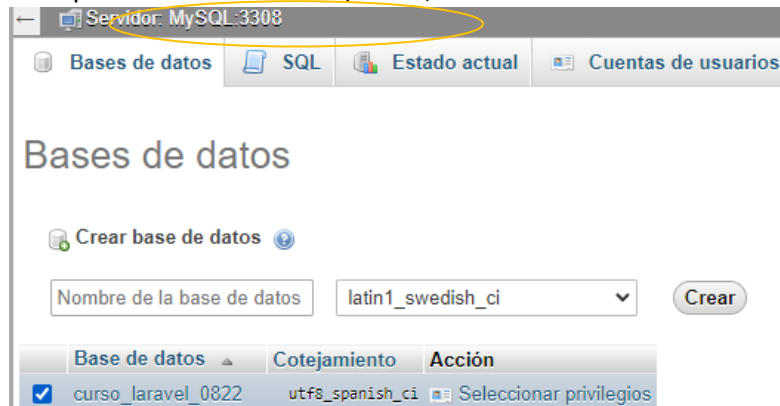 Servidor: MySQL:3308
Bases de datos SQL Estado actual Cuentas de usuarios
Bases de datos
Crear base de datos
Nombre de la base de datos latin1_swedish_ci Crear
Base de datos Cotejamiento Acción
curso_laravel_0822 utf8_spanish_ci Seleccionar privilegios